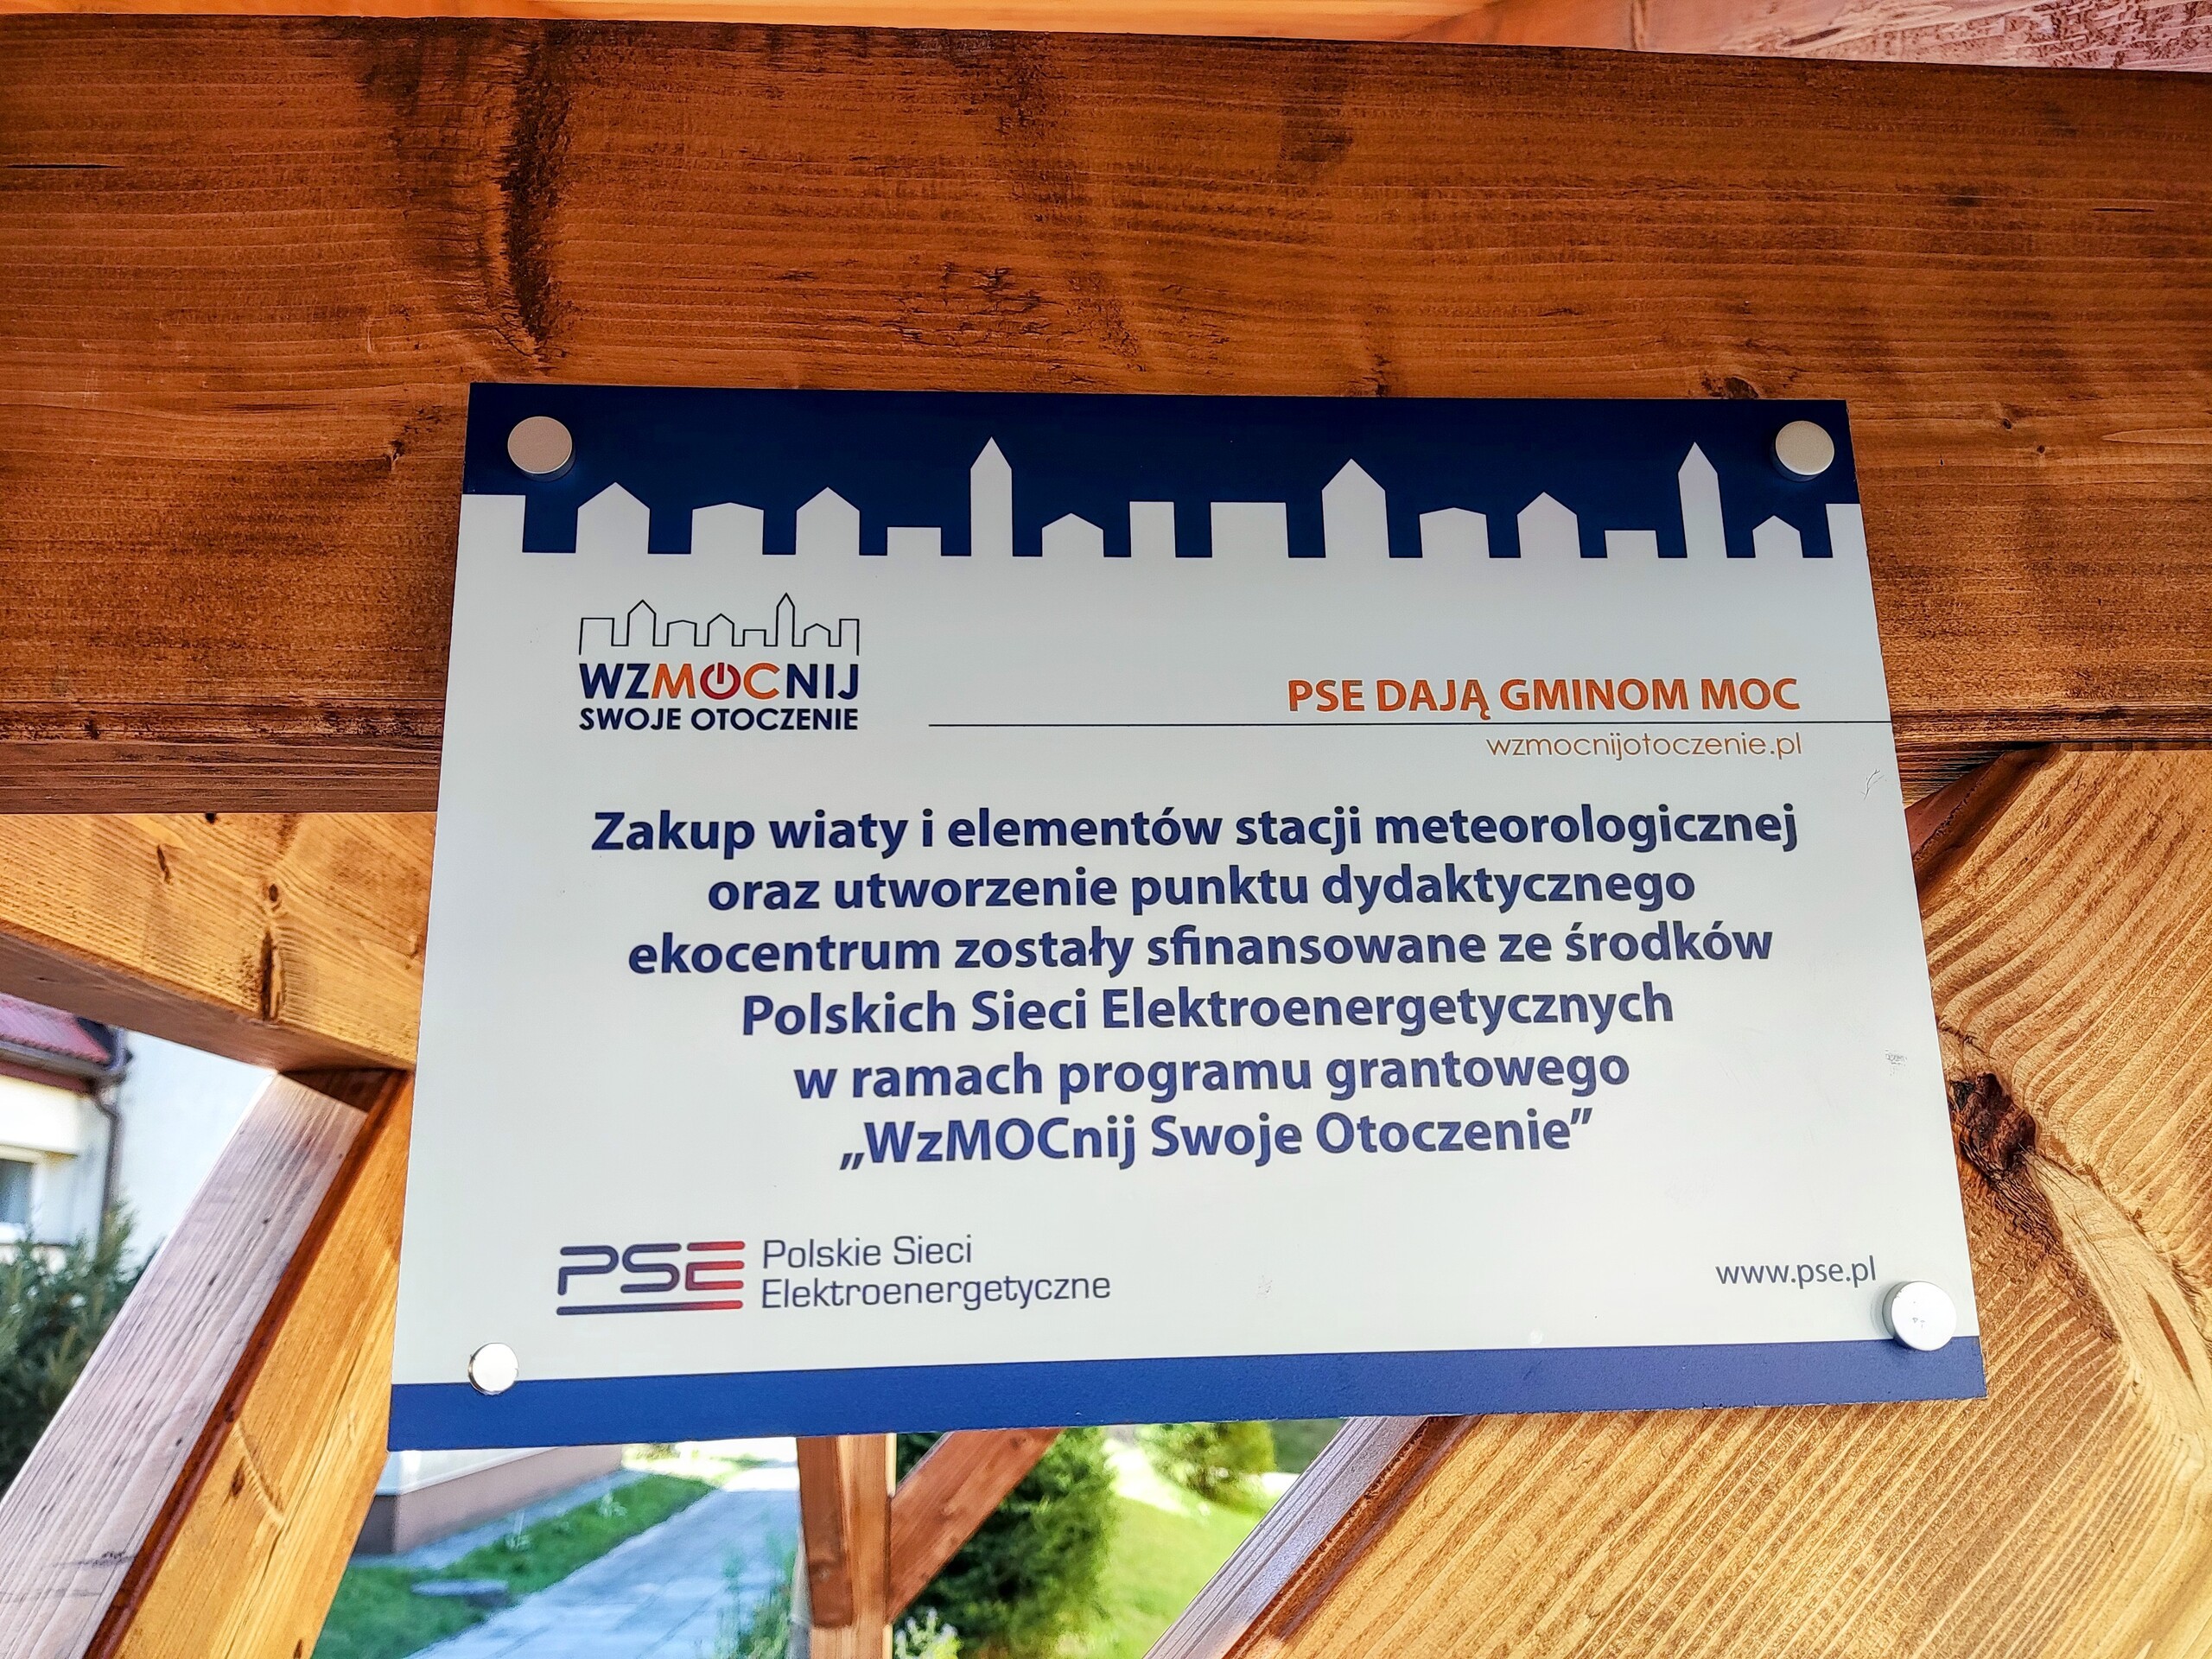 WZMOCNIJ
SWOJE OTOCZENIE
PSE DAJĄ GMINOM MOC
wzmocnijotoczenie.pl
Zakup wiaty i elementów stacji meteorologicznej
oraz utworzenie punktu dydaktycznego
ekocentrum zostały sfinansowane ze środków
Polskich Sieci Elektroenergetycznych
w ramach programu grantowego
„WzMOCnij Swoje Otoczenie”
PSE Polskie Sieci
Elektroenergetyczne
www.pse.pl